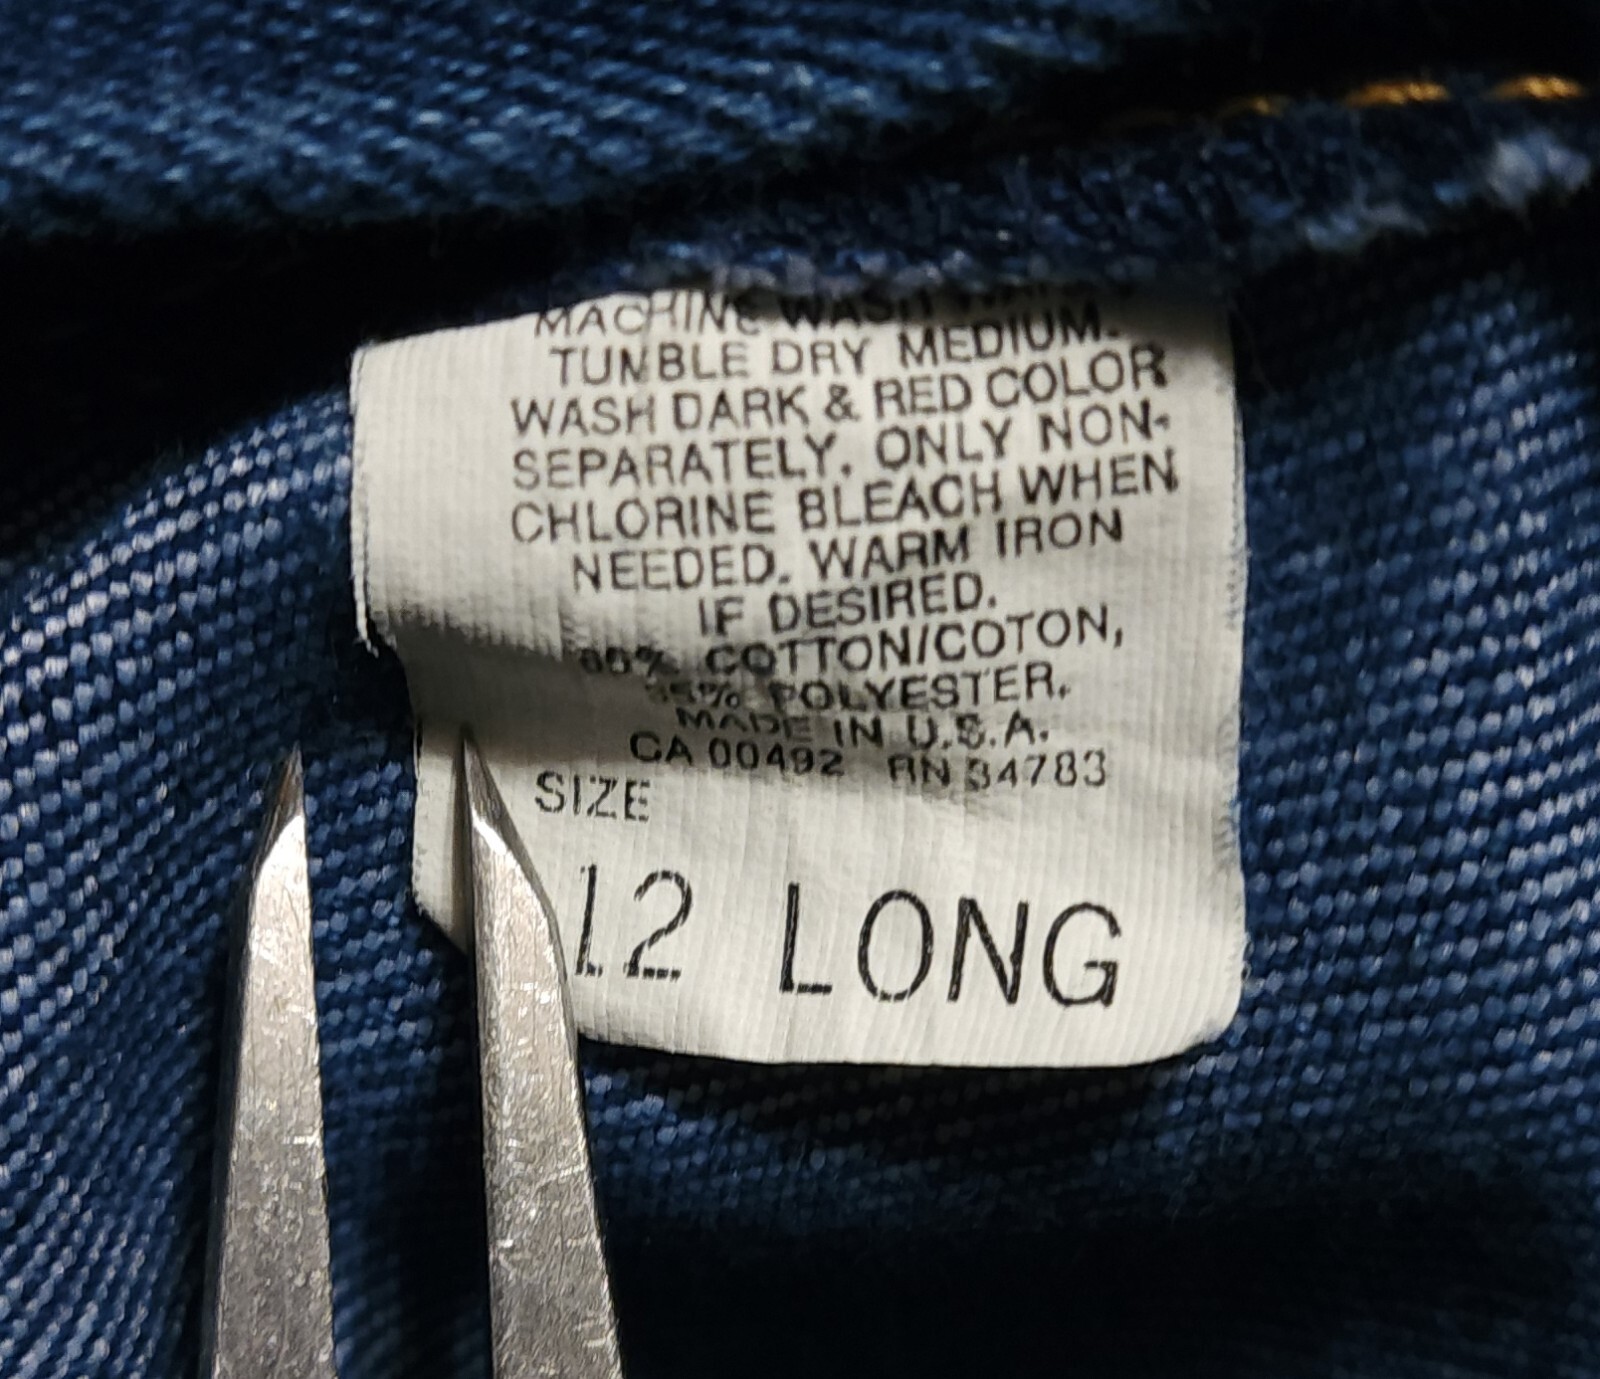 MACHINE WASH WARM,
TUMBLE DRY MEDIUM.
WASH DARK & RED COLOR
SEPARATELY. ONLY NON-
CHLORINE BLEACH WHEN
NEEDED. WARM IRON
IF DESIRED.
COTTON/COTON,
POLYESTER.
MADE IN U.S.A.
CA 00492 RN 34783
SIZE
12 LONG